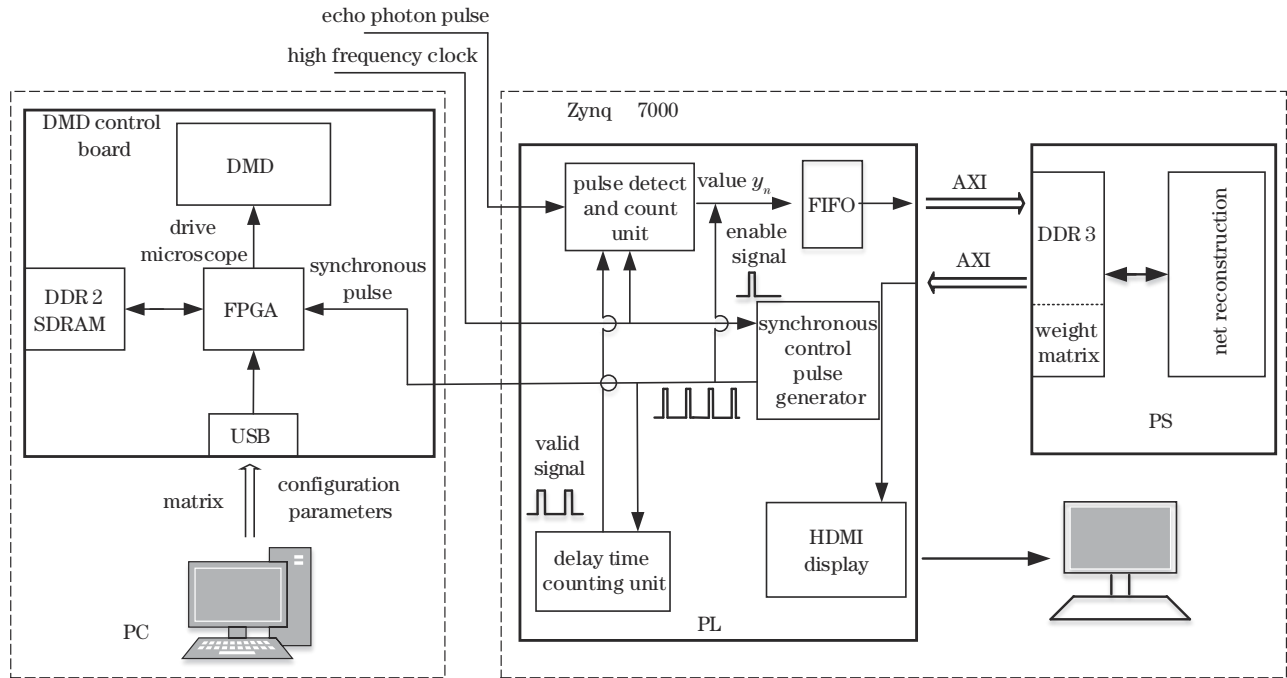 echo photon pulse
high frequency clock
DMD control
board
DMD
drive
microscope
synchronous
pulse
DDR 2
SDRAM
FPGA
USB
matrix
configuration
parameters
PC
Zynq 7000
pulse detect
and count
unit
value yₙ
FIFO
enable
signal
synchronous
control
pulse
generator
valid
signal
delay time
counting unit
HDMI
display
PL
AXI
AXI
DDR 3
weight
matrix
net reconstruction
PS